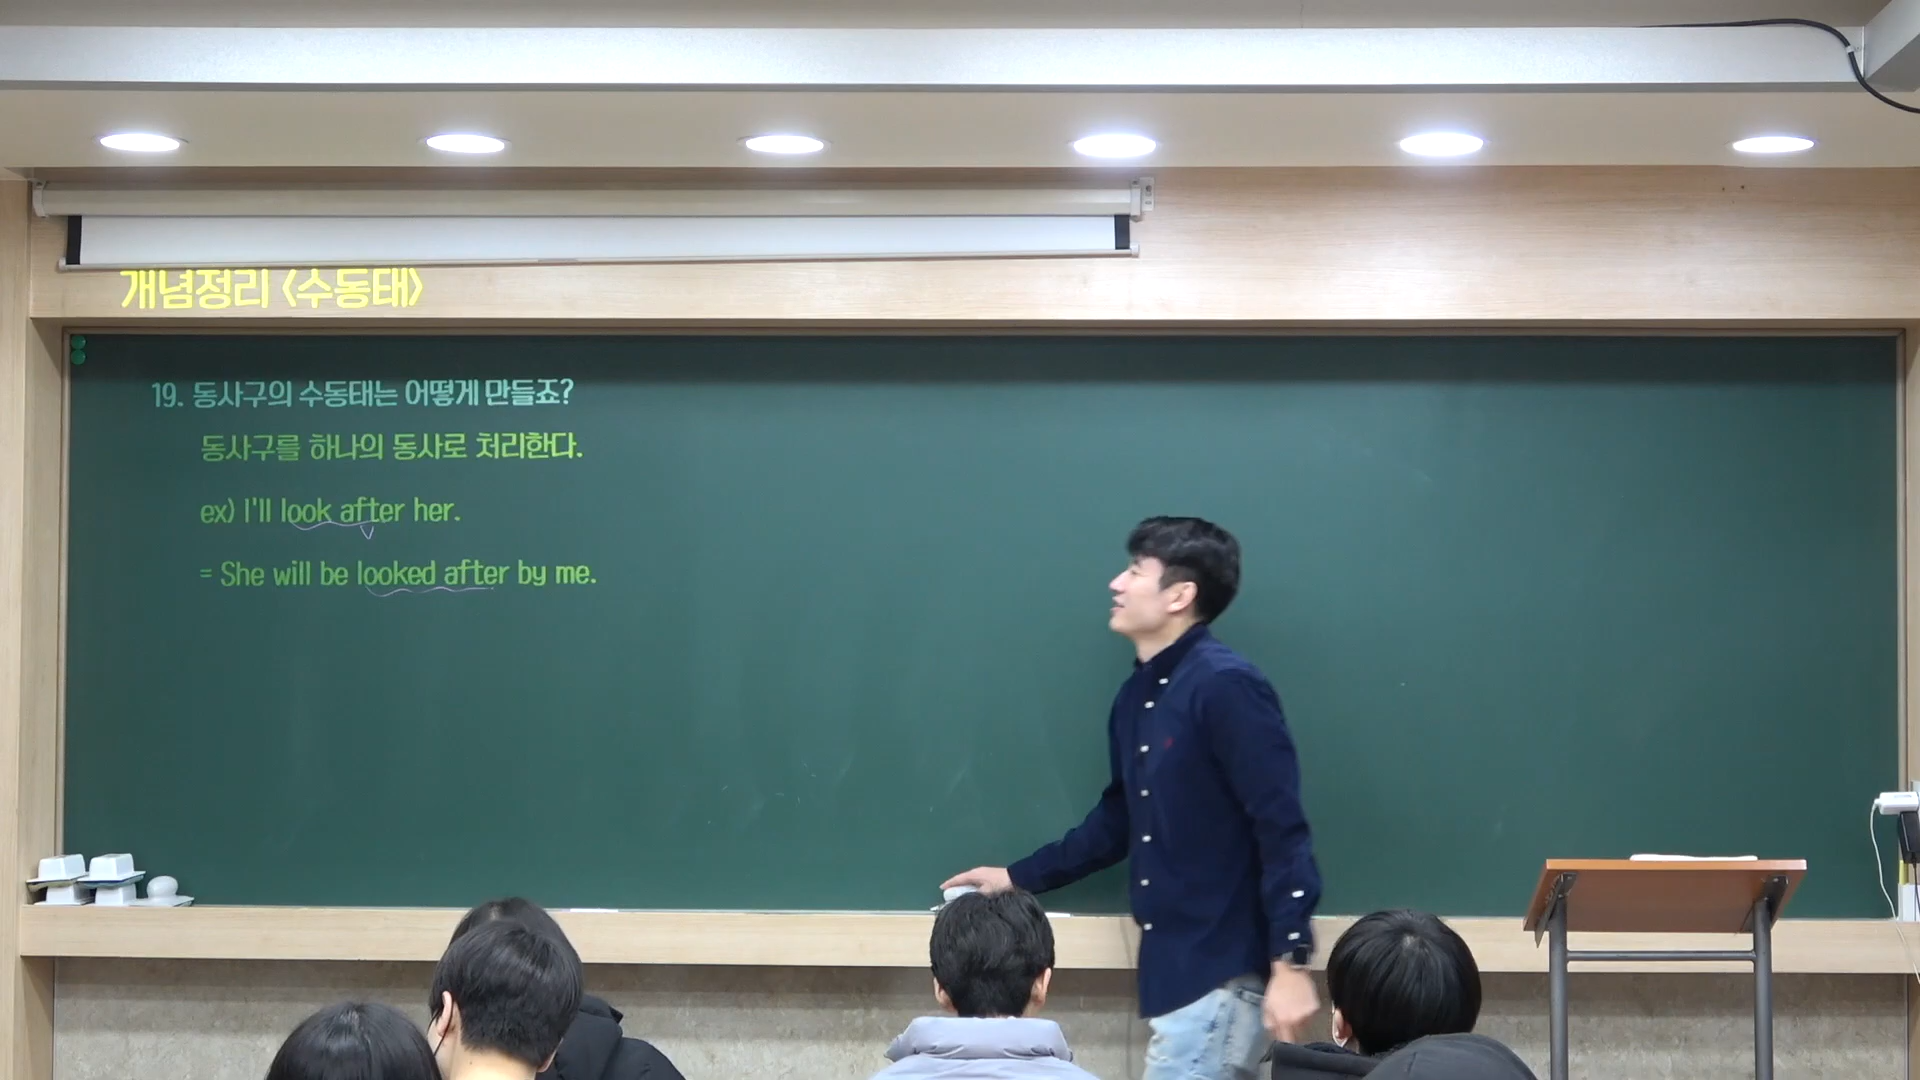 개념정리 <수동태>
19. 동사구의 수동태는 어떻게 만들죠?
동사구를 하나의 동사로 처리한다.
ex) I'll look after her.
V
= She will be looked after by me.